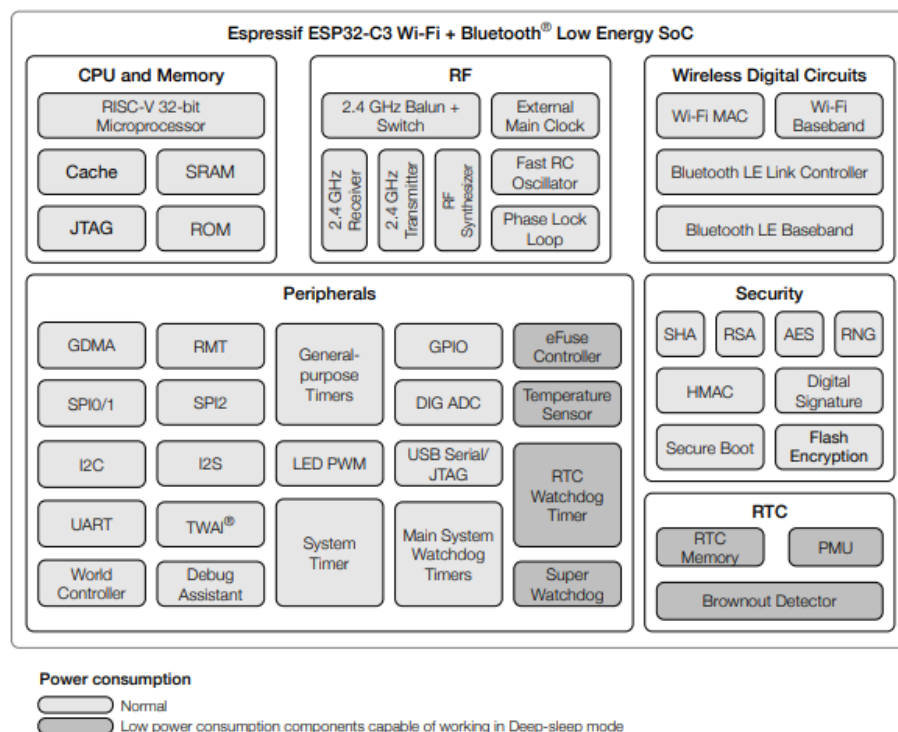 Espressif ESP32-C3 Wi-Fi + Bluetooth® Low Energy SoC
CPU and Memory
RISC-V 32-bit
Microprocessor
Cache
SRAM
JTAG
ROM
RF
2.4 GHz Balun +
Switch
External
Main Clock
2.4 GHz
Receiver
2.4 GHz
Transmitter
RF
Synthesizer
Fast RC
Oscillator
Phase Lock
Loop
Wireless Digital Circuits
Wi-Fi MAC
Wi-Fi
Baseband
Bluetooth LE Link Controller
Bluetooth LE Baseband
Peripherals
GDMA
RMT
General-
purpose
Timers
GPIO
eFuse
Controller
SPI0/1
SPI2
DIG ADC
Temperature
Sensor
I2C
I2S
LED PWM
USB Serial/
JTAG
RTC
Watchdog
Timer
UART
TWAI®
System
Timer
Main System
Watchdog
Timers
World
Controller
Debug
Assistant
Super
Watchdog
Security
SHA
RSA
AES
RNG
HMAC
Digital
Signature
Secure Boot
Flash
Encryption
RTC
RTC
Memory
PMU
Brownout Detector
Power consumption
Normal
Low power consumption components capable of working in Deep-sleep mode